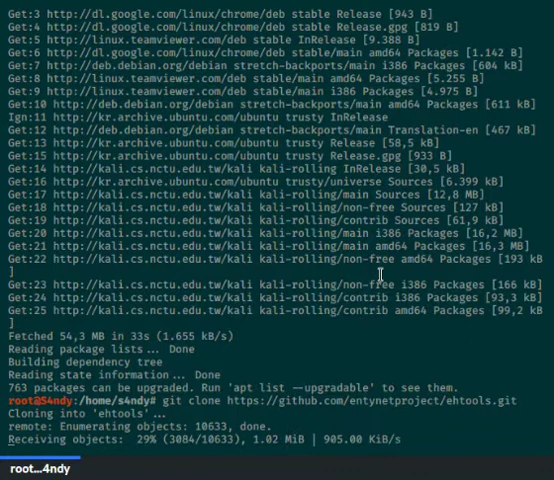 Get:3 http://dl.google.com/linux/chrome/deb stable Release [943 B]
Get:4 http://dl.google.com/linux/chrome/deb stable Release.gpg [819 B]
Get:5 http://linux.teamviewer.com/deb stable InRelease [9.388 B]
Get:6 http://dl.google.com/linux/chrome/deb stable/main amd64 Packages [1.142 B]
Get:7 http://deb.debian.org/debian stretch-backports/main i386 Packages [604 kB]
Get:8 http://linux.teamviewer.com/deb stable/main amd64 Packages [5.255 B]
Get:9 http://linux.teamviewer.com/deb stable/main i386 Packages [4.975 B]
Get:10 http://deb.debian.org/debian stretch-backports/main amd64 Packages [611 kB]
Ign:11 http://kr.archive.ubuntu.com/ubuntu trusty InRelease
Get:12 http://deb.debian.org/debian stretch-backports/main Translation-en [467 kB]
Get:13 http://kr.archive.ubuntu.com/ubuntu trusty Release [58,5 kB]
Get:15 http://kr.archive.ubuntu.com/ubuntu trusty Release.gpg [933 B]
Get:14 http://kali.cs.nctu.edu.tw/kali kali-rolling InRelease [30,5 kB]
Get:16 http://kr.archive.ubuntu.com/ubuntu trusty/universe Sources [6.399 kB]
Get:17 http://kali.cs.nctu.edu.tw/kali kali-rolling/main Sources [12,8 MB]
Get:18 http://kali.cs.nctu.edu.tw/kali kali-rolling/non-free Sources [127 kB]
Get:19 http://kali.cs.nctu.edu.tw/kali kali-rolling/contrib Sources [61,9 kB]
Get:20 http://kali.cs.nctu.edu.tw/kali kali-rolling/main i386 Packages [16,2 MB]
Get:21 http://kali.cs.nctu.edu.tw/kali kali-rolling/main amd64 Packages [16,3 MB]
Get:22 http://kali.cs.nctu.edu.tw/kali kali-rolling/non-free amd64 Packages [193 kB
]
Get:23 http://kali.cs.nctu.edu.tw/kali kali-rolling/non-free i386 Packages [166 kB]
Get:24 http://kali.cs.nctu.edu.tw/kali kali-rolling/contrib i386 Packages [93,3 kB]
Get:25 http://kali.cs.nctu.edu.tw/kali kali-rolling/contrib amd64 Packages [99,2 kB
]
Fetched 54,3 MB in 33s (1.655 kB/s)
Reading package lists... Done
Building dependency tree
Reading state information... Done
763 packages can be upgraded. Run 'apt list --upgradable' to see them.
root@S4ndy:/home/s4ndy# git clone https://github.com/entynetproject/ehtools.git
Cloning into 'ehtools'...
remote: Enumerating objects: 10633, done.
Receiving objects:  29% (3084/10633), 1.02 MiB | 905.00 KiB/s
root...4ndy